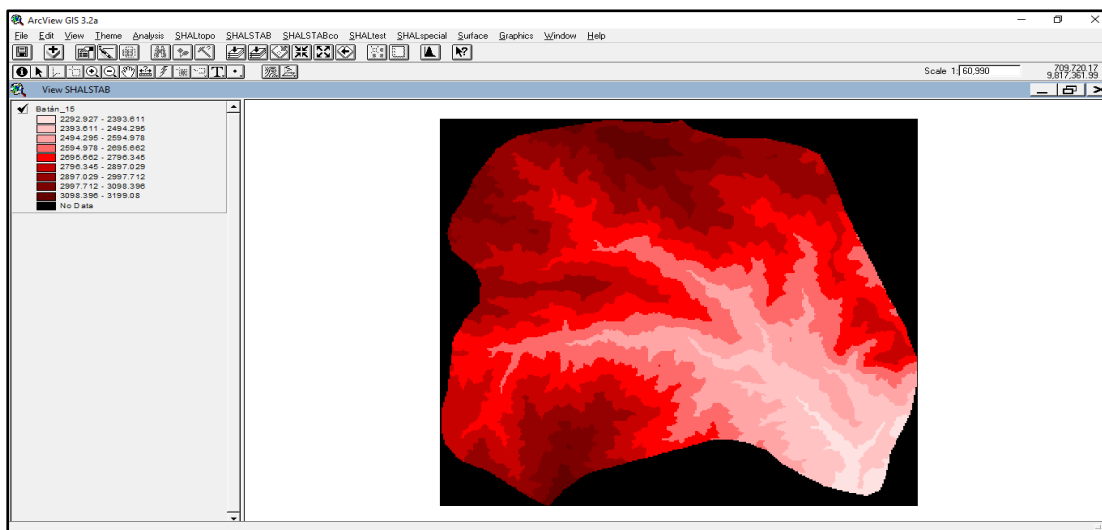 ArcView GIS 3.2a
File Edit View Theme Analysis SHALtopo SHALSTAB SHALSTABco SHALtest SHALspecial Surface Graphics Window Help
Scale 1: 60,990 709,720.17
9,817,361.99
View SHALSTAB
Batán_15
2292.927 - 2393.611
2393.611 - 2494.295
2494.295 - 2594.978
2594.978 - 2695.662
2695.662 - 2796.345
2796.345 - 2897.029
2897.029 - 2997.712
2997.712 - 3098.396
3098.396 - 3199.08
No Data